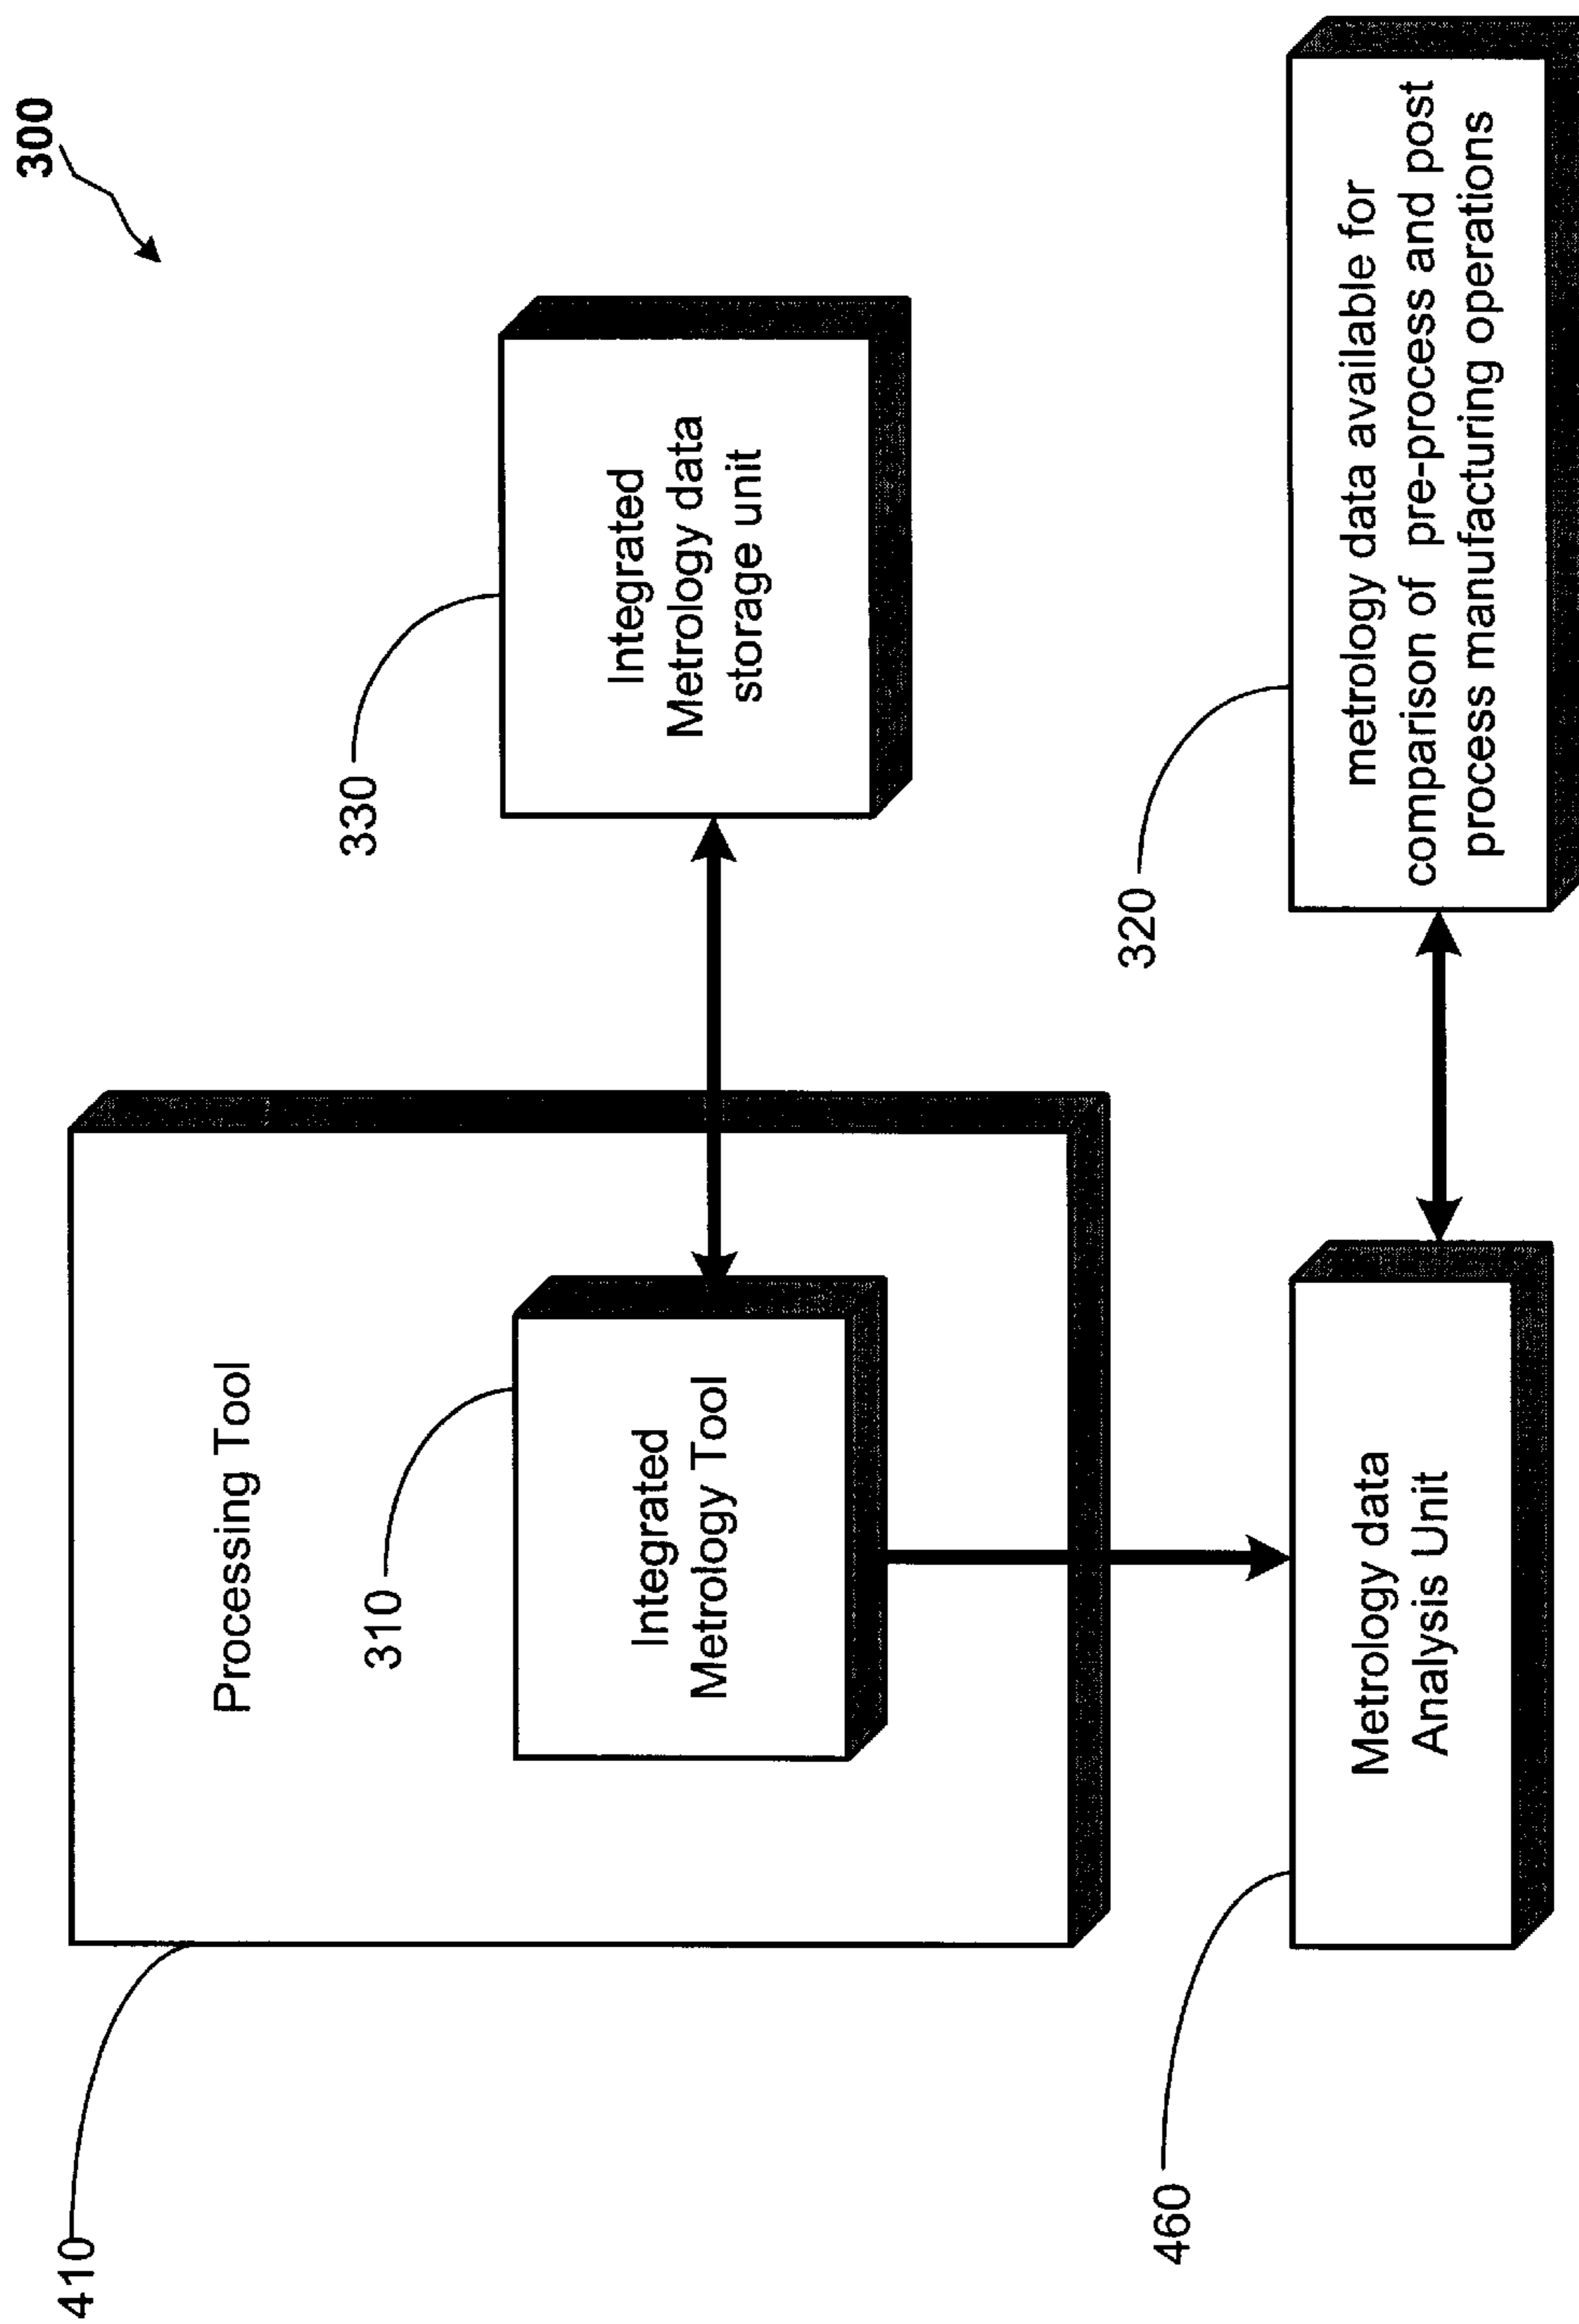 300
410
Processing Tool
310
Integrated
Metrology Tool
330
Integrated
Metrology data
storage unit
460
Metrology data
Analysis Unit
320
metrology data available for
comparison of pre-process and post
process manufacturing operations